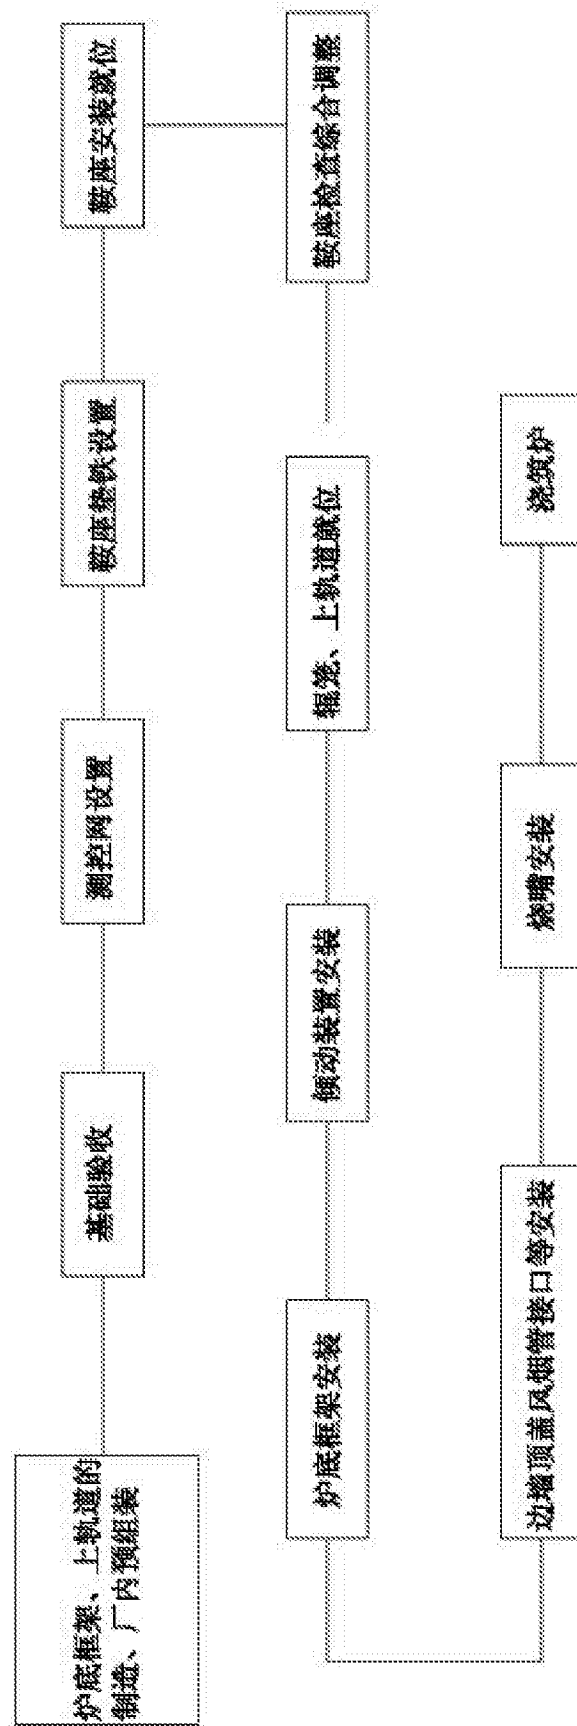 炉底框架、上轨道的
制造、厂内预组装
基础验收
测控网设置
鞍座垫铁设置
鞍座安装就位
鞍座检查综合调整
辊笼、上轨道就位
倾动装置安装
炉底框架安装
边墙顶盖风烟管接口等安装
烧嘴安装
浇筑炉